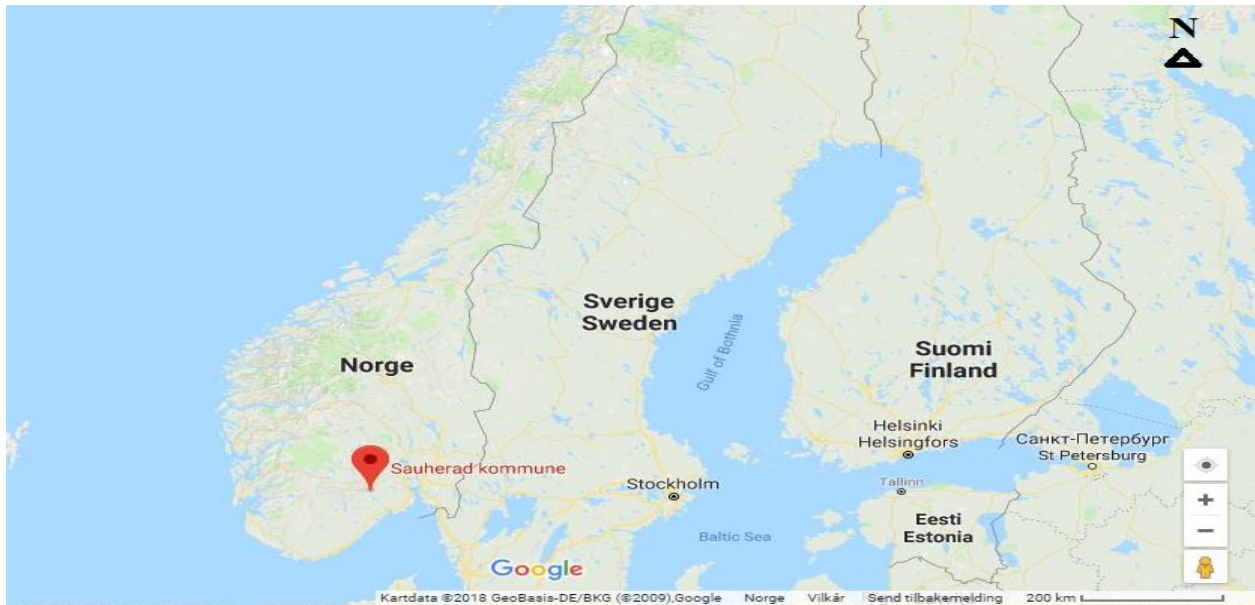 N
Sverige
Sweden
Gulf of Bothnia
Norge
Suomi
Finland
Helsinki
Helsingfors
Санкт-Петербург
St Petersburg
Sauherad kommune
Stockholm
Tallinn
Eesti
Estonia
Baltic Sea
Google
Kartdata ©2018 GeoBasis-DE/BKG (©2009),Google Norge Vilkår Send tilbakemelding 200 km